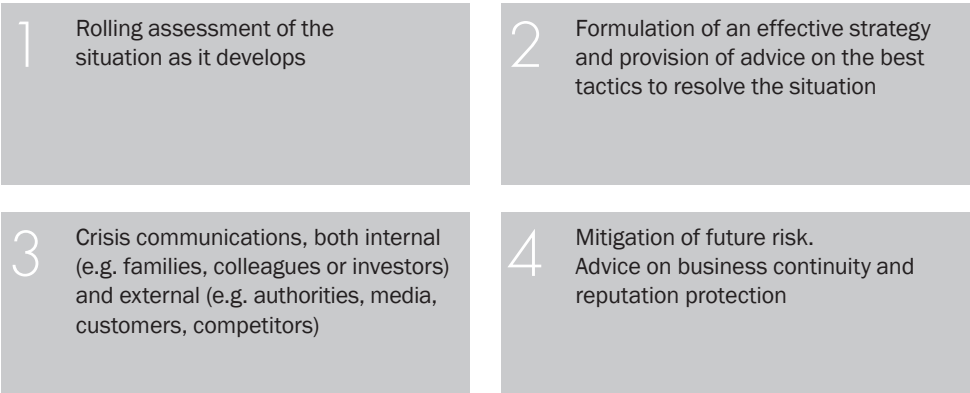 1
Rolling assessment of the
situation as it develops
2
Formulation of an effective strategy
and provision of advice on the best
tactics to resolve the situation
3
Crisis communications, both internal
(e.g. families, colleagues or investors)
and external (e.g. authorities, media,
customers, competitors)
4
Mitigation of future risk.
Advice on business continuity and
reputation protection